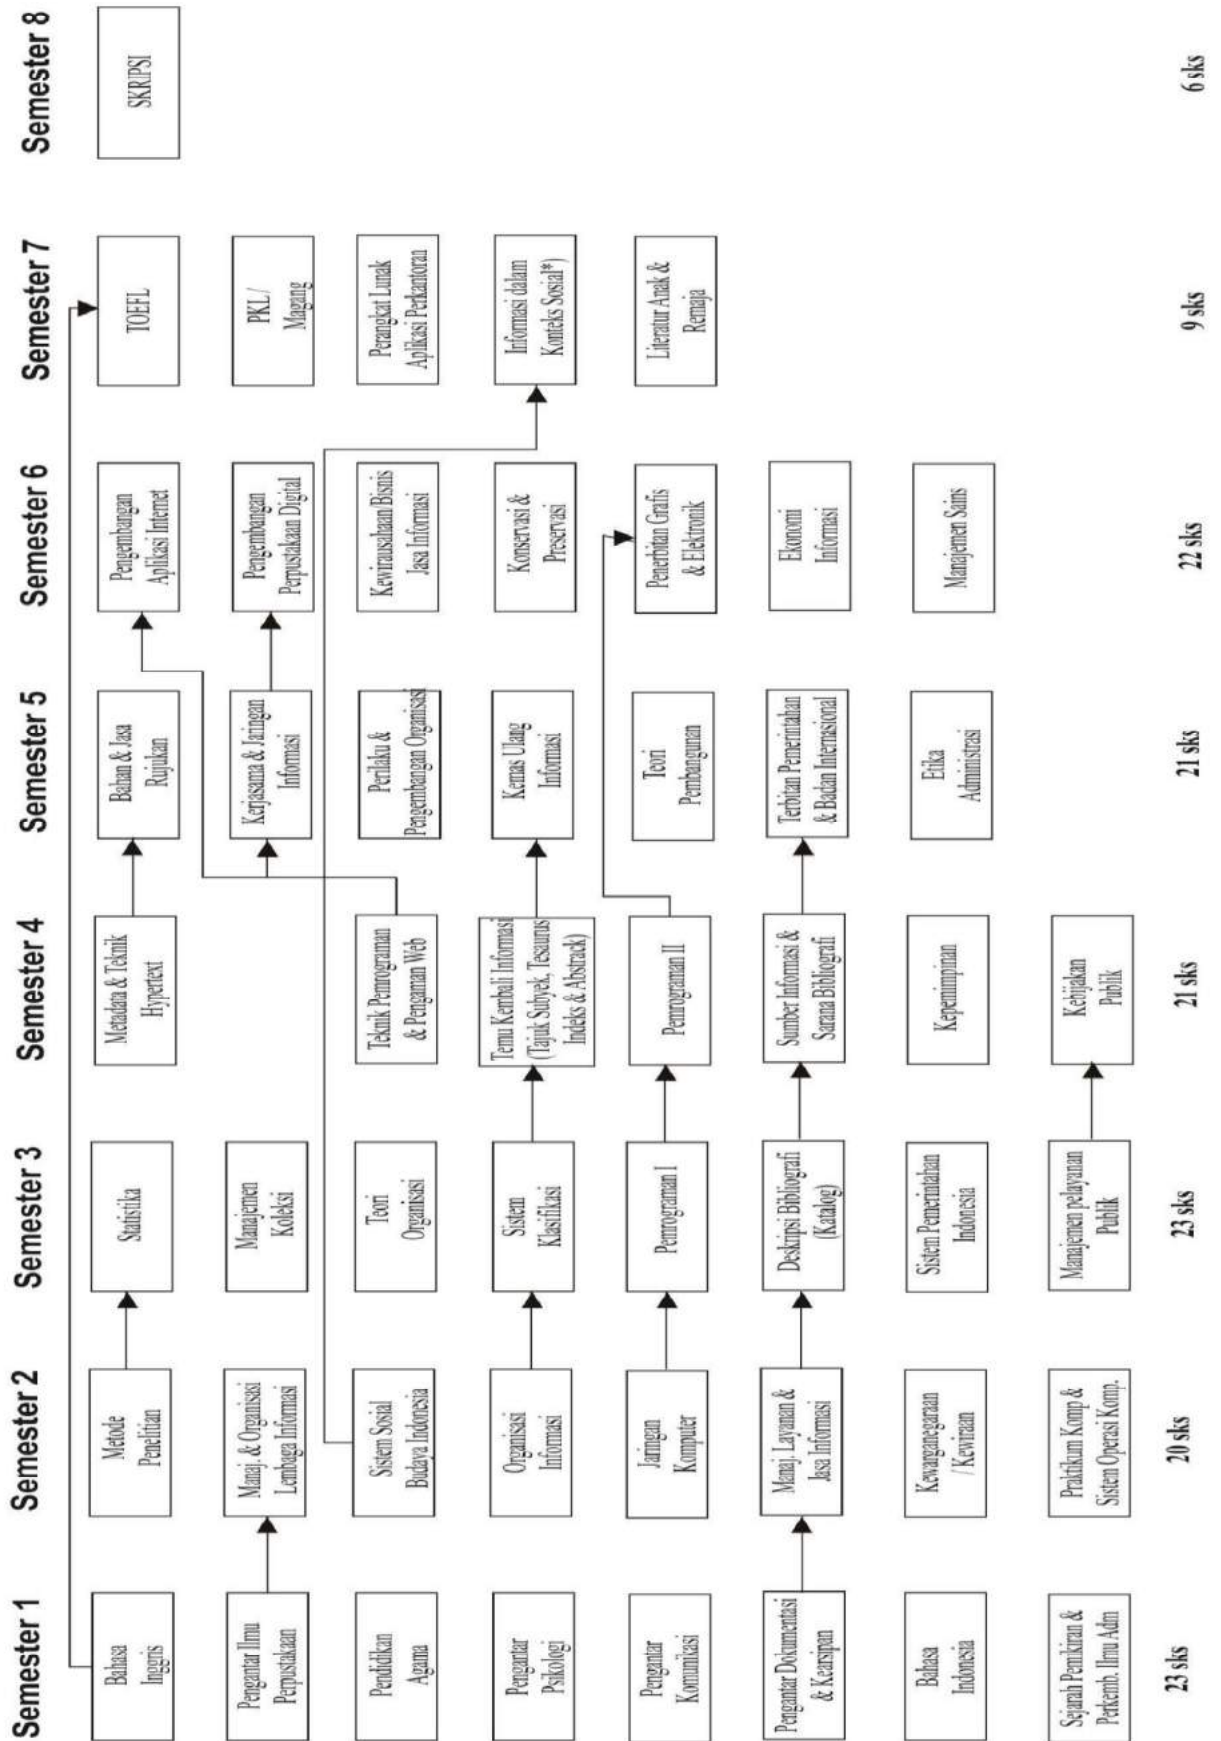 Semester 1
Bahasa
Inggris
Pengantar Ilmu
Perpustakaan
Pendidikan
Agama
Pengantar
Psikologi
Pengantar
Komunikasi
Pengantar Dokumentasi
& Kearsipan
Bahasa
Indonesia
Sejarah Pemikiran &
Perkemb. Ilmu Adm
23 sks
Semester 2
Metode
Penelitian
Manaj. & Organisasi
Lembaga Informasi
Sistem Sosial
Budaya Indonesia
Organisasi
Informasi
Jaringan
Komputer
Manaj. Layanan &
Jasa Informasi
Kewarganegaraan
/ Kewiraan
Praktikum Komp &
Sisten Operasi Komp.
20 sks
Semester 3
Statistika
Manajemen
Koleksi
Teori
Organisasi
Sistem
Klasifikasi
Pemrograman I
Deskripsi Bibliografi
(Katalog)
Sistem Pemerintahan
Indonesia
Manajemen pelayanan
Publik
23 sks
Semester 4
Metadata & Teknik
Hypertext
Teknik Pemrograman
& Pengaman Web
Temu Kembali Informasi
(Tajuk Subyek, Tesaurus
Indeks & Abstrack)
Pemrograman II
Sumber Informasi &
Sarana Bibliografi
Kepemimpinan
Kebijakan
Publik
21 sks
Semester 5
Bahan & Jasa
Rujukan
Kerjasama & Jaringan
Informasi
Perilaku &
Pengembangan Organisasi
Kemas Ulang
Informasi
Teori
Pembangunan
Terbitan Pemerintahan
& Badan Internasional
Etika
Administrasi
21 sks
Semester 6
Pengembangan
Aplikasi Internet
Pengembangan
Perpustakaan Digital
Kewirausahaan/Bisnis
Jasa Informasi
Konservasi &
Preservasi
Penerbitan Grafis
& Elektronik
Ekonomi
Informasi
Manajemen Sains
22 sks
Semester 7
TOEFL
PKL /
Magang
Perangkat Lunak
Aplikasi Perkantoran
Informasi dalam
Konteks Sosial*)
Literatur Anak &
Remaja
9 sks
Semester 8
SKRIPSI
6 sks